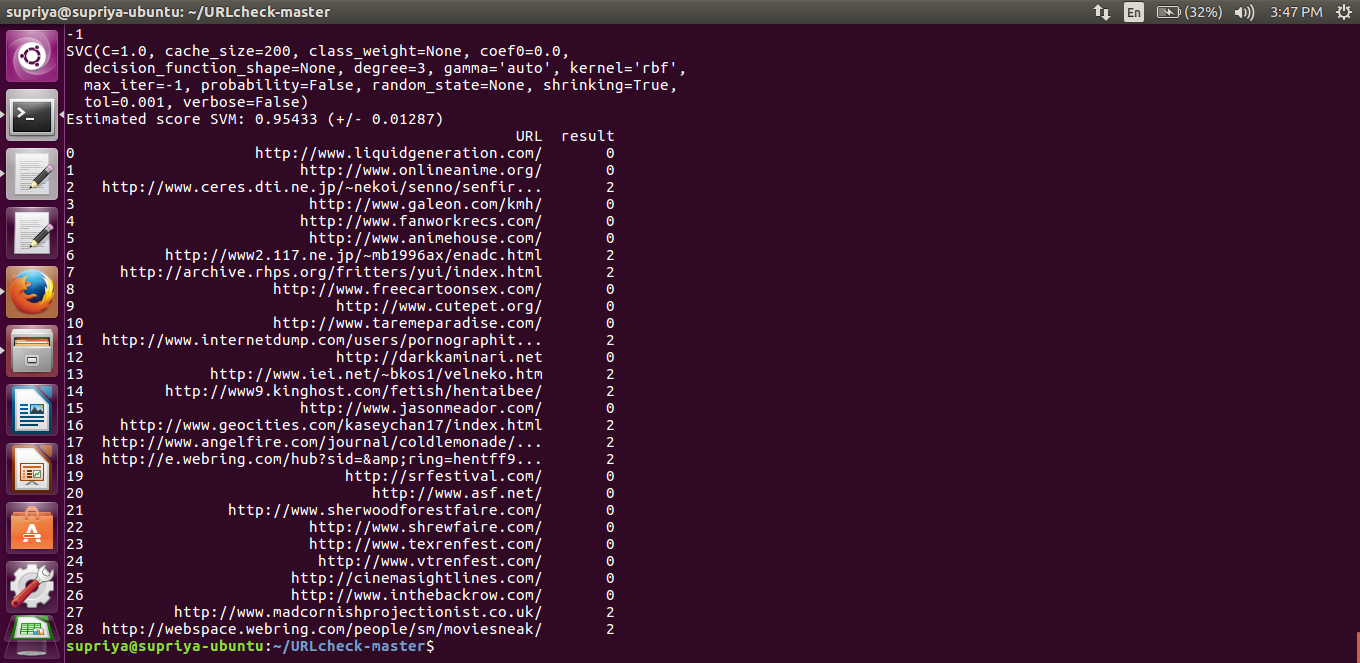 supriya@supriya-ubuntu: ~/URLcheck-master En (32%) 3:47 PM
-1
SVC(C=1.0, cache_size=200, class_weight=None, coef0=0.0,
decision_function_shape=None, degree=3, gamma='auto', kernel='rbf',
max_iter=-1, probability=False, random_state=None, shrinking=True,
tol=0.001, verbose=False)
Estimated score SVM: 0.95433 (+/- 0.01287)
URL result
0 http://www.liquidgeneration.com/ 0
1 http://www.onlineanime.org/ 0
2 http://www.ceres.dti.ne.jp/~nekoi/senno/senfir... 2
3 http://www.galeon.com/kmh/ 0
4 http://www.fanworkrecs.com/ 0
5 http://www.animehouse.com/ 0
6 http://www2.117.ne.jp/~mb1996ax/enadc.html 2
7 http://archive.rhps.org/fritters/yui/index.html 2
8 http://www.freecartoonsex.com/ 0
9 http://www.cutepet.org/ 0
10 http://www.taremeparadise.com/ 0
11 http://www.internetdump.com/users/pornographit... 2
12 http://darkkaminari.net 0
13 http://www.iei.net/~bkos1/velneko.htm 2
14 http://www9.kinghost.com/fetish/hentaibee/ 2
15 http://www.jasonmeador.com/ 0
16 http://www.geocities.com/kaseychan17/index.html 2
17 http://www.angelfire.com/journal/coldlemonade/... 2
18 http://e.webring.com/hub?sid=&amp;ring=hentff9... 2
19 http://srfestival.com/ 0
20 http://www.asf.net/ 0
21 http://www.sherwoodforestfaire.com/ 0
22 http://www.shrewfaire.com/ 0
23 http://www.texrenfest.com/ 0
24 http://www.vtrenfest.com/ 0
25 http://cinemasightlines.com/ 0
26 http://www.inthebackrow.com/ 0
27 http://www.madcornishprojectionist.co.uk/ 2
28 http://webspace.webring.com/people/sm/moviesneak/ 2
supriya@supriya-ubuntu:~/URLcheck-master$